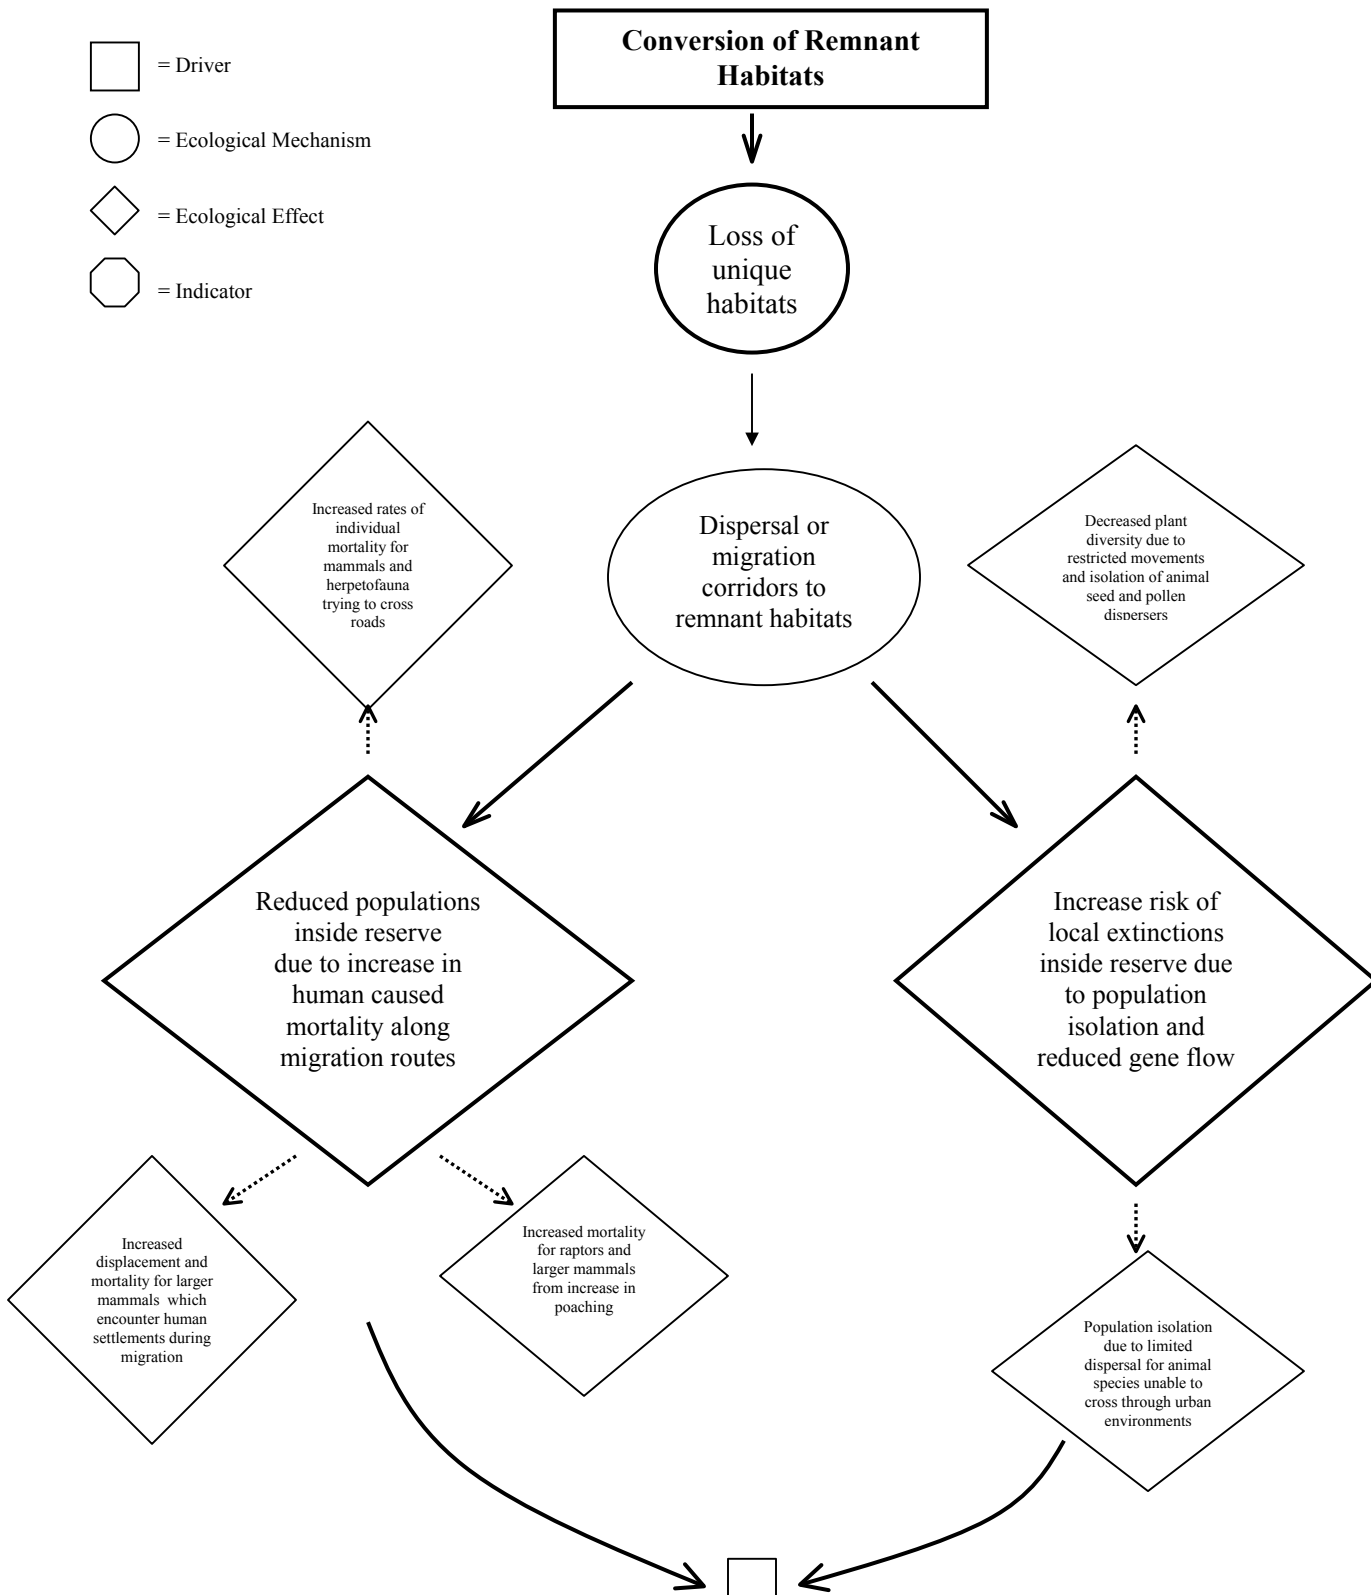 = Driver
= Ecological Mechanism
= Ecological Effect
= Indicator
Conversion of Remnant
Habitats
Loss of
unique
habitats
Dispersal or
migration
corridors to
remnant habitats
Increased rates of
individual
mortality for
mammals and
herpetofauna
trying to cross
roads
Decreased plant
diversity due to
restricted movements
and isolation of animal
seed and pollen
dispersers
Reduced populations
inside reserve
due to increase in
human caused
mortality along
migration routes
Increase risk of
local extinctions
inside reserve due
to population
isolation and
reduced gene flow
Increased
displacement and
mortality for larger
mammals which
encounter human
settlements during
migration
Increased mortality
for raptors and
larger mammals
from increase in
poaching
Population isolation
due to limited
dispersal for animal
species unable to
cross through urban
environments